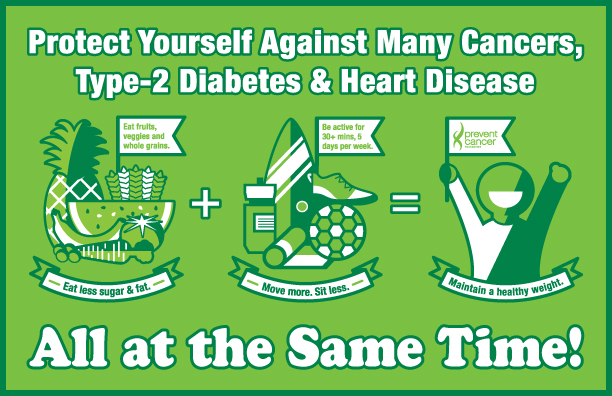 Protect Yourself Against Many Cancers,
Type-2 Diabetes & Heart Disease
Eat fruits,
veggies and
whole grains.
Be active for
30+ mins, 5
days per week.
prevent
cancer
+
=
Eat less sugar & fat.
Move more. Sit less.
Maintain a healthy weight.
All at the Same Time!